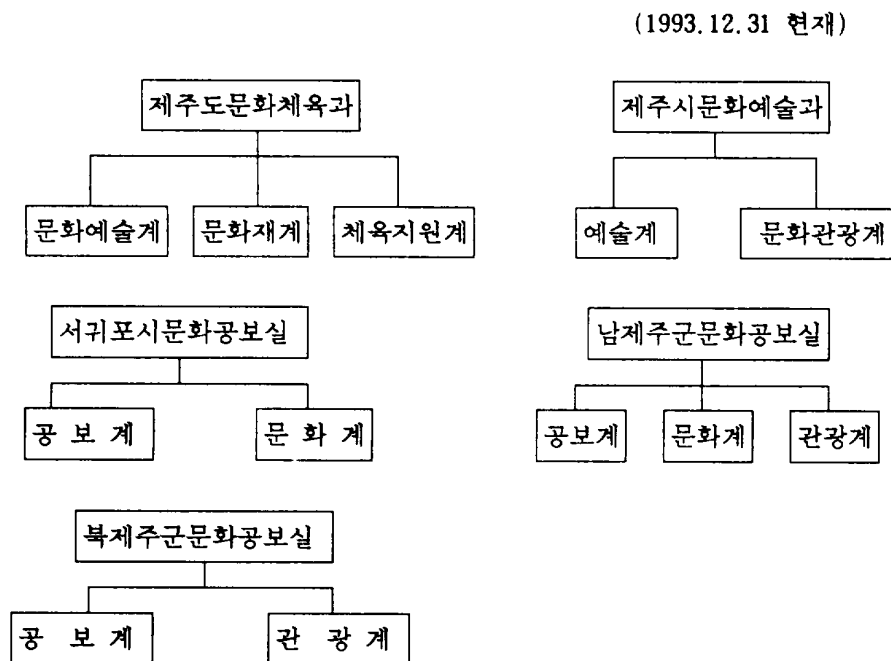 (1993.12.31 현재)
제주도문화체육과 제주시문화예술과
문화예술계 문화재계 체육지원계 예술계 문화관광계
서귀포시문화공보실 남제주군문화공보실
공 보 계 문 화 계 공보계 문화계 관광계
북제주군문화공보실
공 보계 관 광계